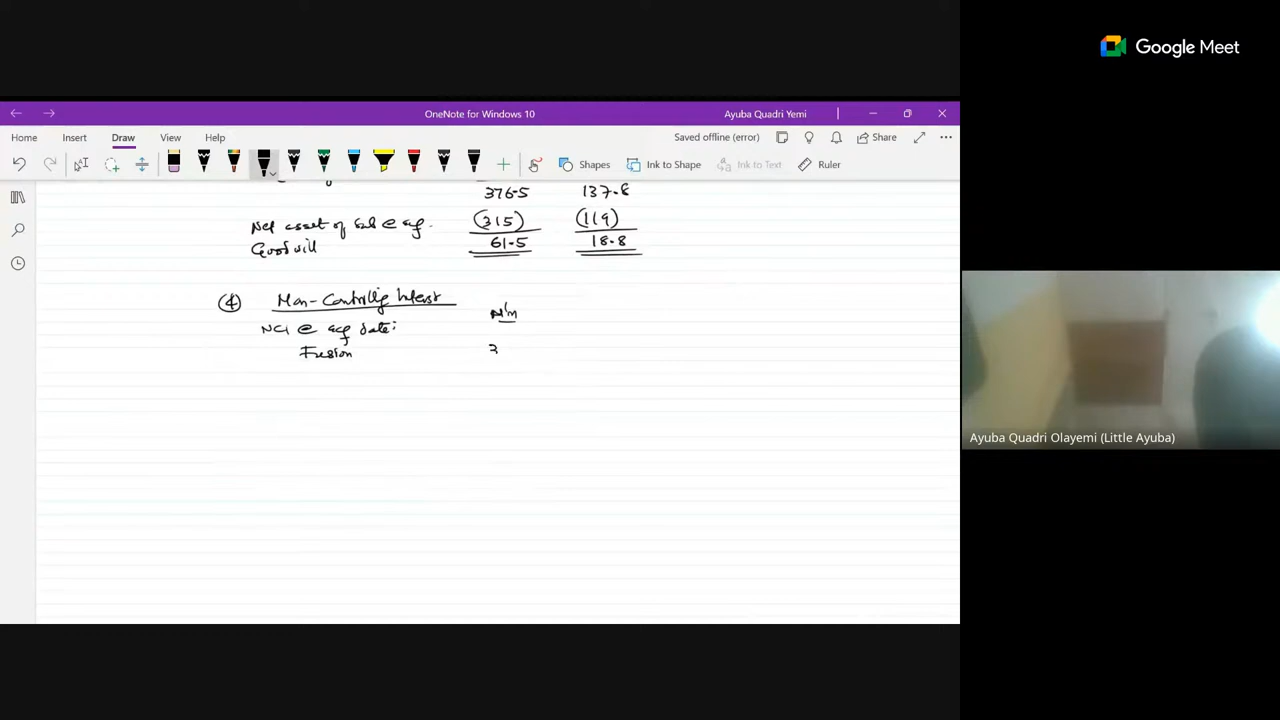 Google Meet
OneNote for Windows 10
Ayuba Quadri Yemi
Home Insert Draw View Help
Saved offline (error)
Share
Shapes
Ink to Shape
Ink to Text
Ruler
376.5 137.8
Net asset of sub @ acq. (315) (119)
Goodwill 61.5 18.8
④ Non-Controlling Interest
NCI @ acq date: N'm
Fusion 3
Ayuba Quadri Olayemi (Little Ayuba)